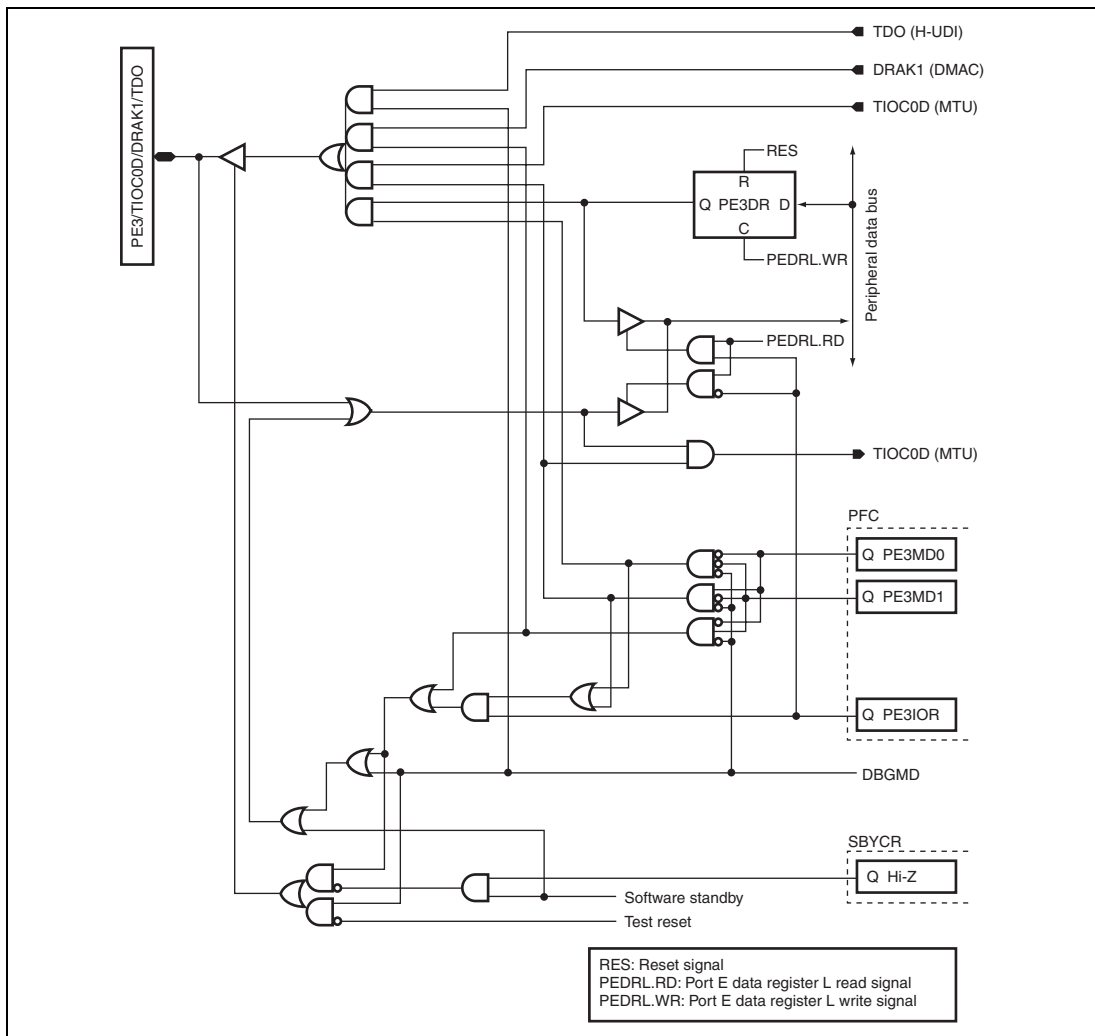 TDO (H-UDI)
DRAK1 (DMAC)
TIOC0D (MTU)
PE3/TIOC0D/DRAK1/TDO
RES
R
Q PE3DR D
C
PEDRL.WR
Peripheral data bus
PEDRL.RD
TIOC0D (MTU)
PFC
Q PE3MD0
Q PE3MD1
Q PE3IOR
DBGMD
SBYCR
Q Hi-Z
Software standby
Test reset
RES: Reset signal
PEDRL.RD: Port E data register L read signal
PEDRL.WR: Port E data register L write signal